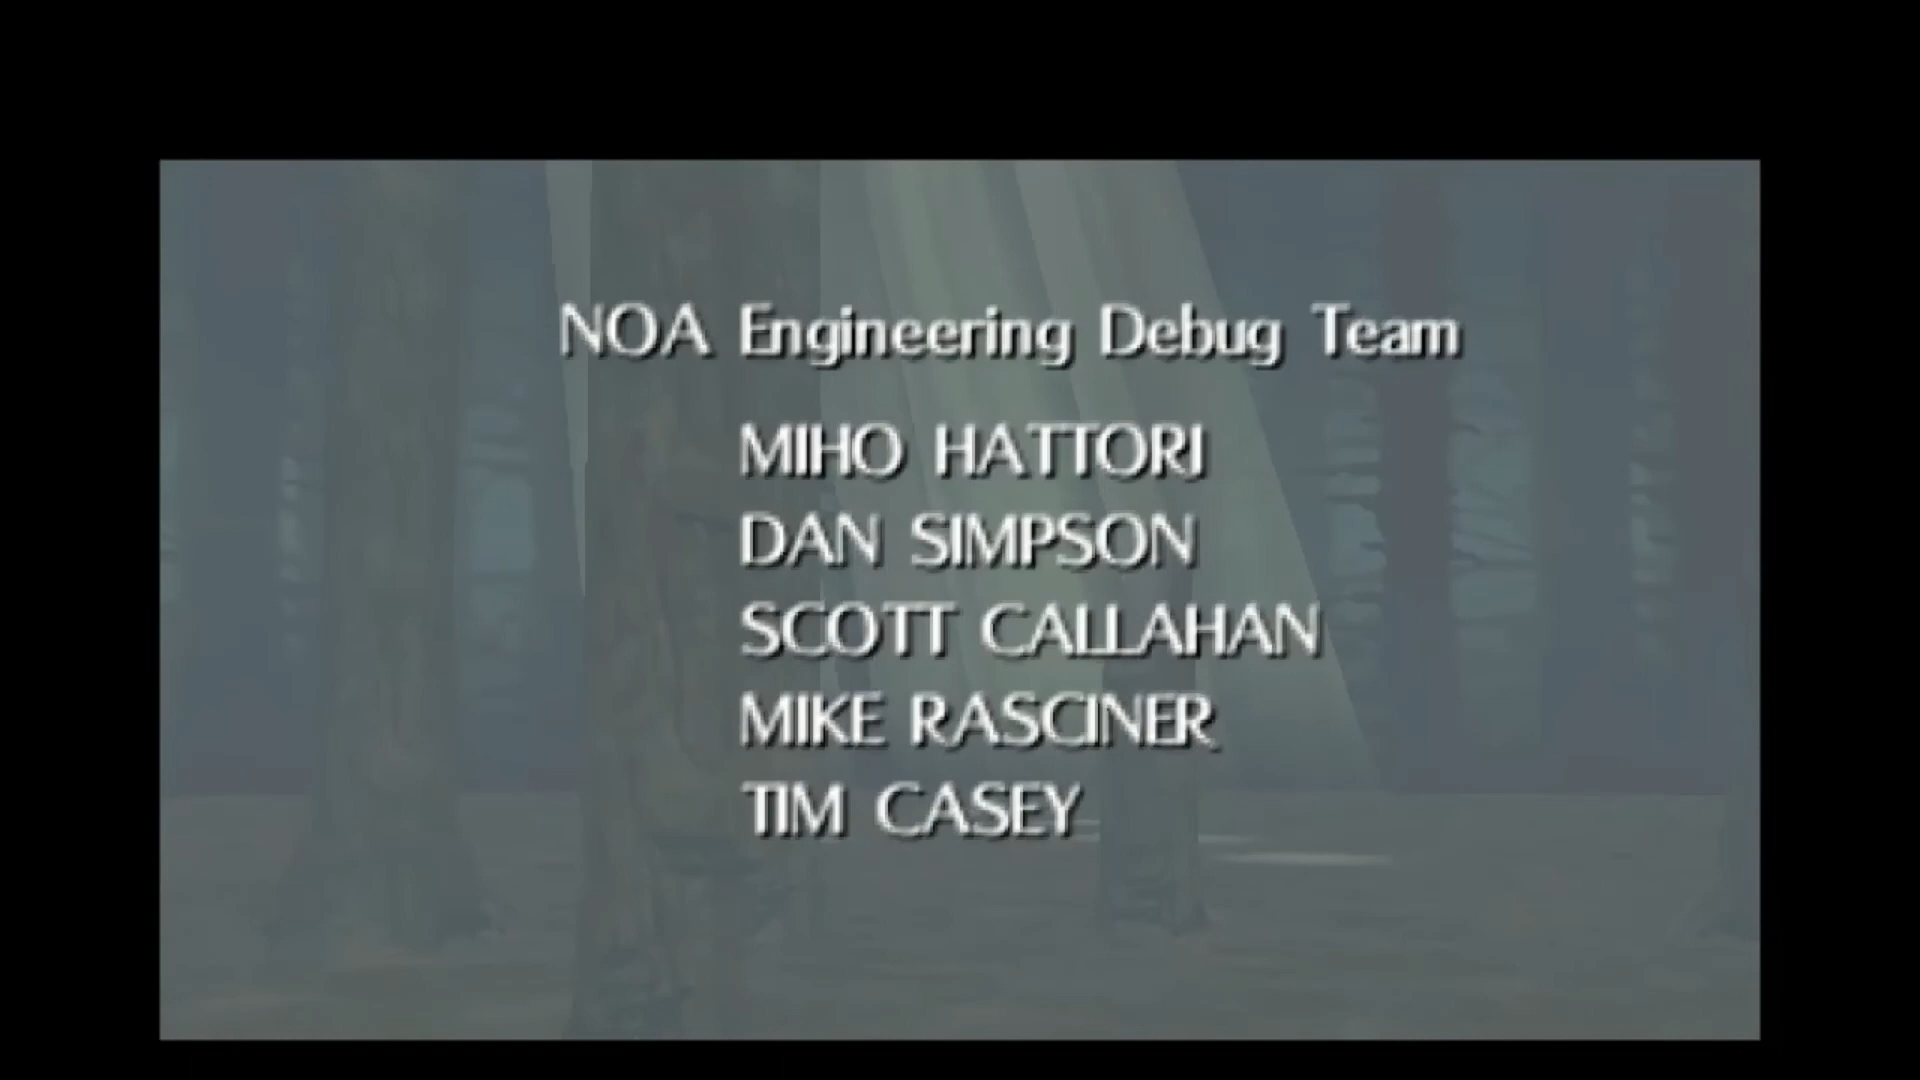 NOA Engineering Debug Team
MIHO HATTORI
DAN SIMPSON
SCOTT CALLAHAN
MIKE RASCINER
TIM CASEY